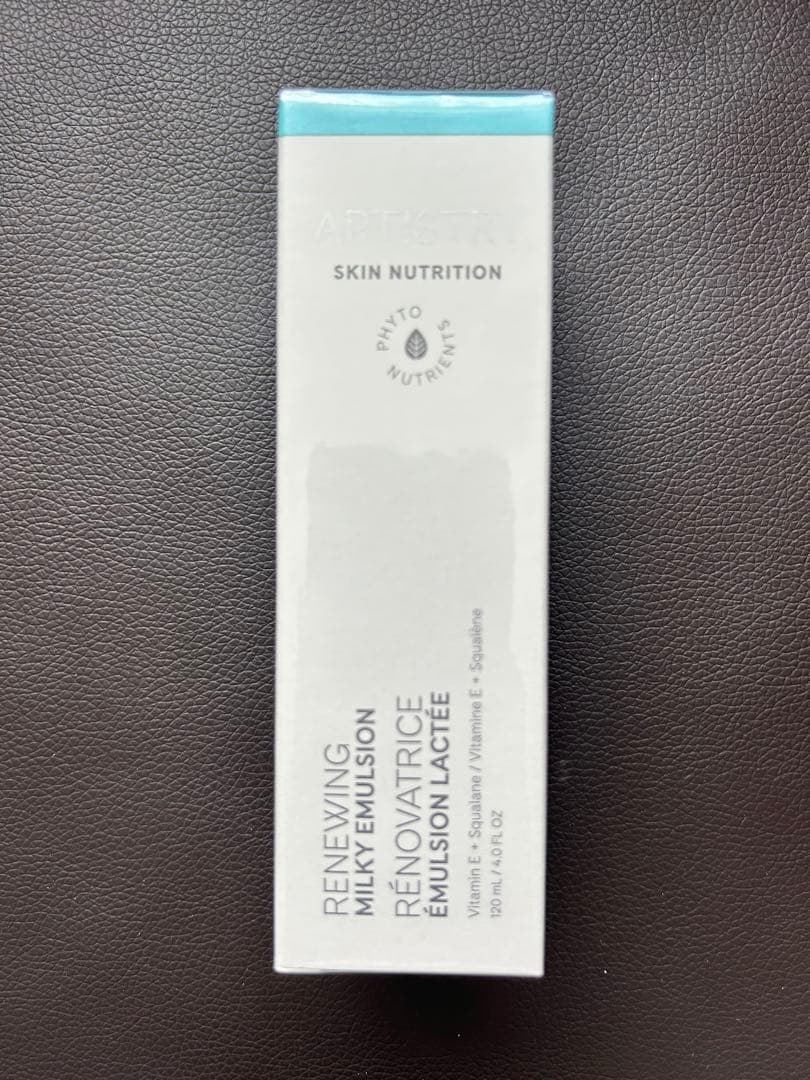 ARTISTRY
SKIN NUTRITION
PHYTO
NUTRIENTS
RENEWING
MILKY EMULSION
RÉNOVATRICE
ÉMULSION LACTÉE
Vitamin E + Squalane / Vitamine E + Squalène
120 mL / 4.0 FL OZ